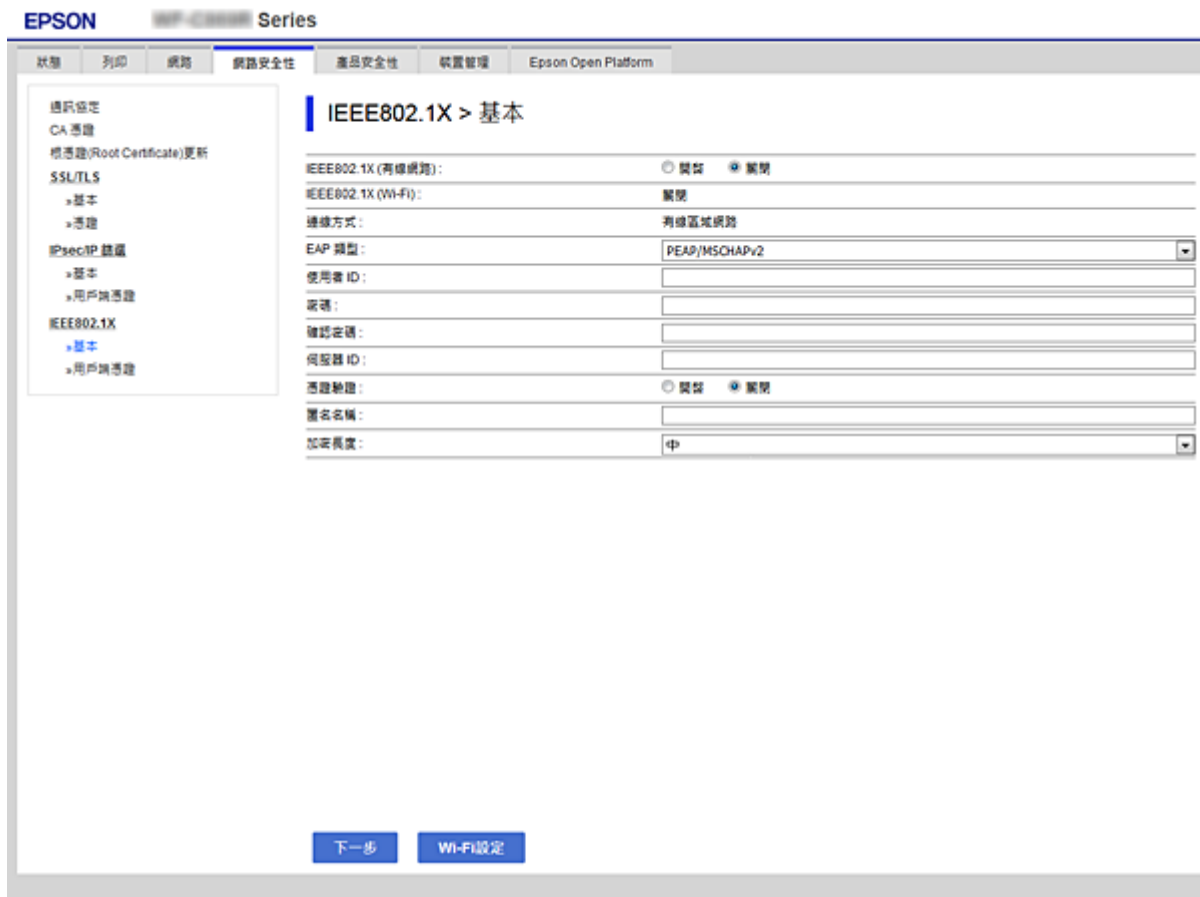 EPSON Series
狀態 列印 網路 網路安全性 產品安全性 裝置管理 Epson Open Platform
通訊協定
CA 憑證
根憑證(Root Certificate)更新
SSL/TLS
»基本
»憑證
IPsec/IP 篩選
»基本
»用戶端憑證
IEEE802.1X
»基本
»用戶端憑證
IEEE802.1X > 基本
IEEE802.1X (有線網路) : 開啟 關閉
IEEE802.1X (Wi-Fi) : 關閉
連線方式 : 有線區域網路
EAP 類型 : PEAP/MSCHAPv2
使用者 ID :
密碼 :
確認密碼 :
伺服器 ID :
憑證驗證 : 開啟 關閉
匿名名稱 :
加密長度 : 中
下一步 Wi-Fi設定